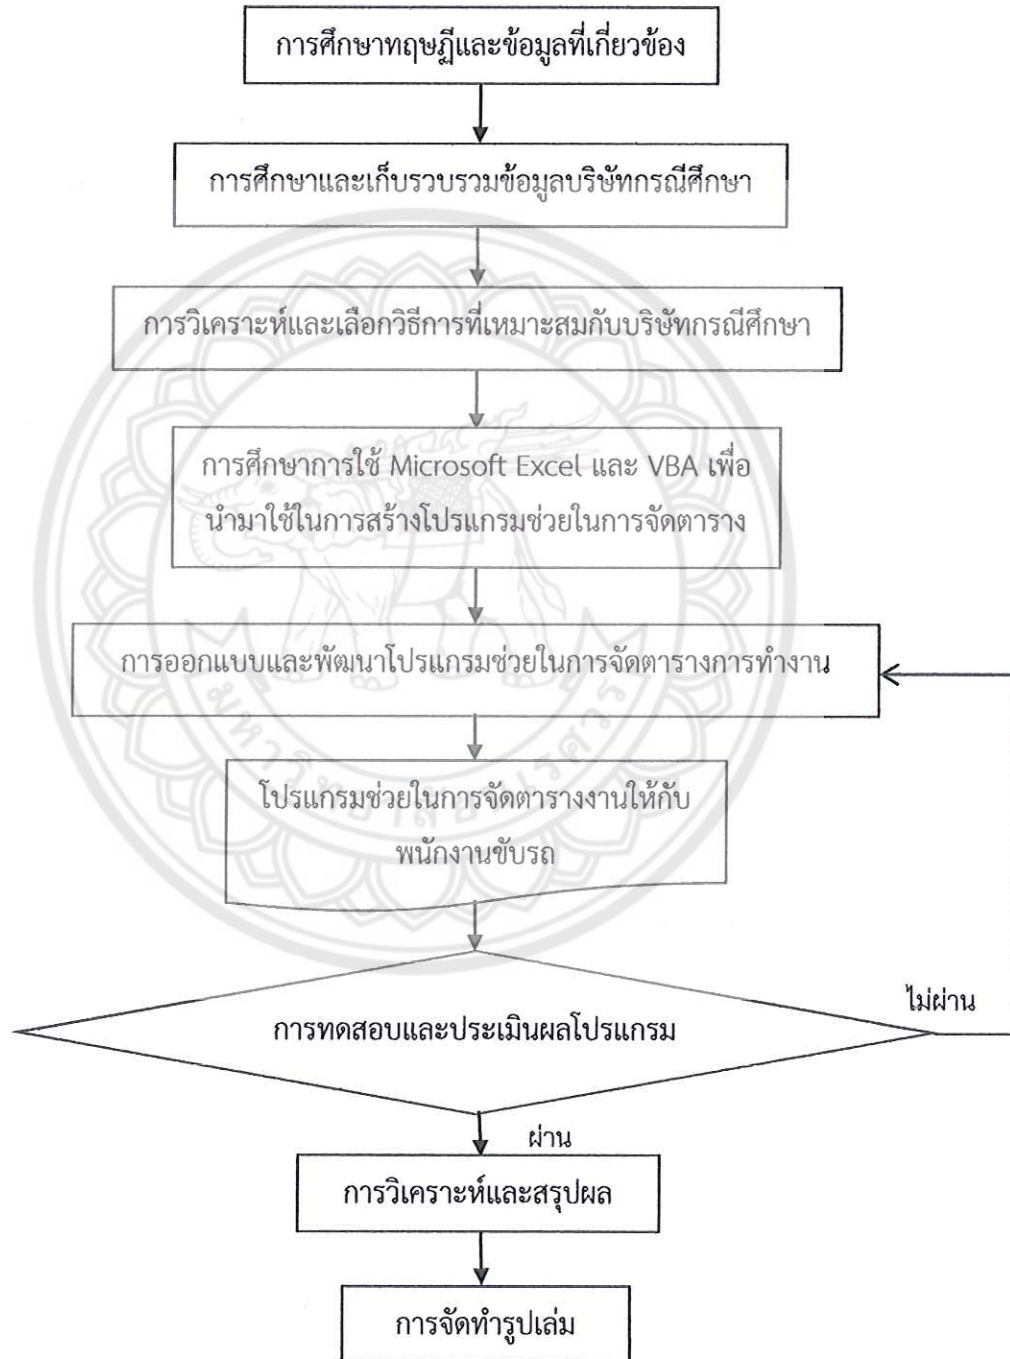 การศึกษาทฤษฎีและข้อมูลที่เกี่ยวข้อง
การศึกษาและเก็บรวบรวมข้อมูลบริษัทกรณีศึกษา
การวิเคราะห์และเลือกวิธีการที่เหมาะสมกับบริษัทกรณีศึกษา
การศึกษาการใช้ Microsoft Excel และ VBA เพื่อ
นำมาใช้ในการสร้างโปรแกรมช่วยในการจัดตาราง
การออกแบบและพัฒนาโปรแกรมช่วยในการจัดตารางการทำงาน
โปรแกรมช่วยในการจัดตารางงานให้กับ
พนักงานขับรถ
มหาวิทยาลัยนเรศวร
ไม่ผ่าน
การทดสอบและประเมินผลโปรแกรม
ผ่าน
การวิเคราะห์และสรุปผล
การจัดทำรูปเล่ม